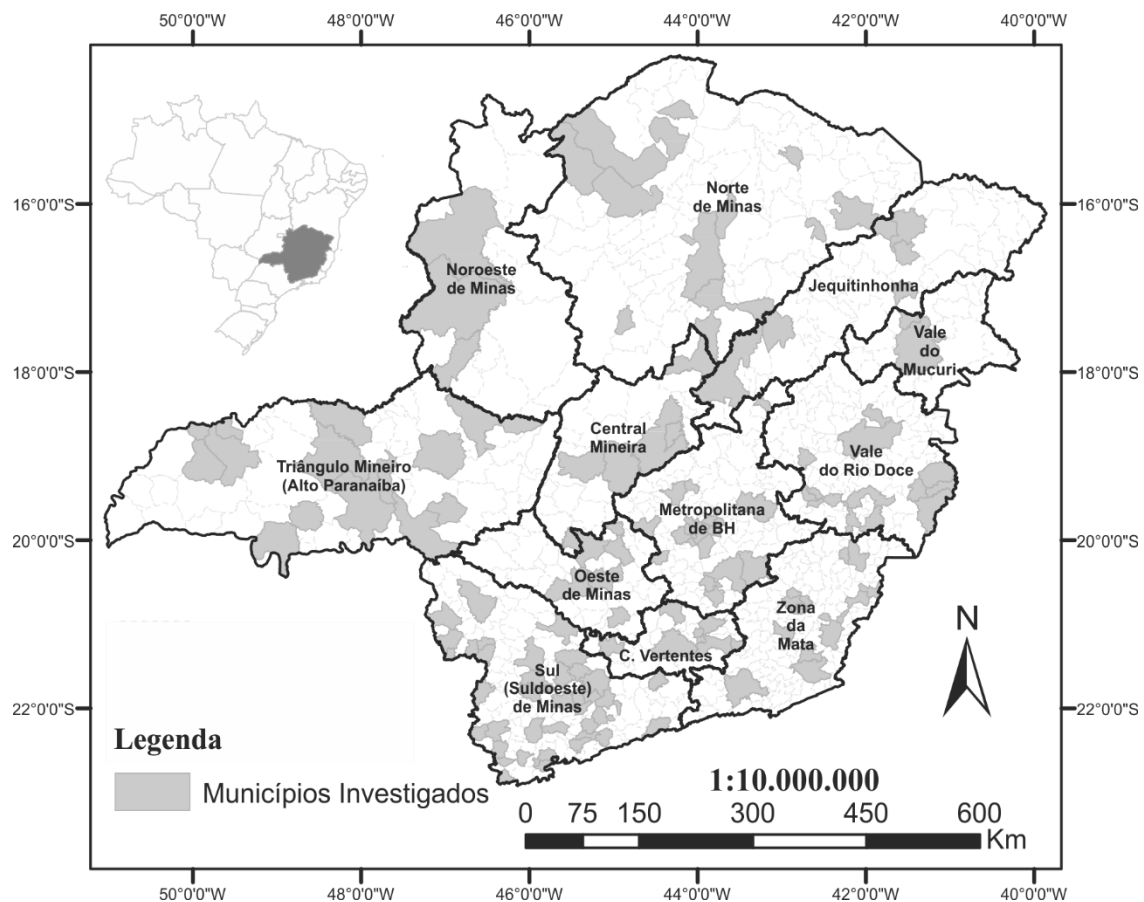 50°0'0"W 48°0'0"W 46°0'0"W 44°0'0"W 42°0'0"W 40°0'0"W
16°0'0"S 16°0'0"S
Norte
de Minas
Noroeste
de Minas
Jequitinhonha
Vale
do
Mucuri
18°0'0"S 18°0'0"S
Central
Mineira
Triângulo Mineiro
(Alto Paranaíba)
Vale
do Rio Doce
Metropolitana
de BH
20°0'0"S 20°0'0"S
Oeste
de Minas
Zona
da
Mata
N
C. Vertentes
Sul
(Suldoeste)
de Minas
22°0'0"S 22°0'0"S
Legenda
Municípios Investigados
1:10.000.000
0 75 150 300 450 600
Km
50°0'0"W 48°0'0"W 46°0'0"W 44°0'0"W 42°0'0"W 40°0'0"W